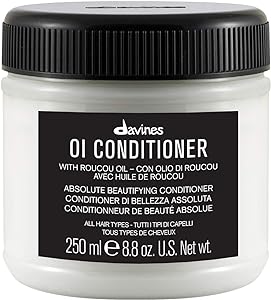 davines
OI CONDITIONER
WITH ROUCOU OIL - CON OLIO DI ROUCOU
AVEC HUILE DE ROUCOU
ABSOLUTE BEAUTIFYING CONDITIONER
CONDITIONER DI BELLEZZA ASSOLUTA
CONDITIONNEUR DE BEAUTÉ ABSOLUE
ALL HAIR TYPES - TUTTI I TIPI DI CAPELLI
TOUS TYPES DE CHEVEUX
250 ml ℮ 8.8 oz. U.S. Net wt.